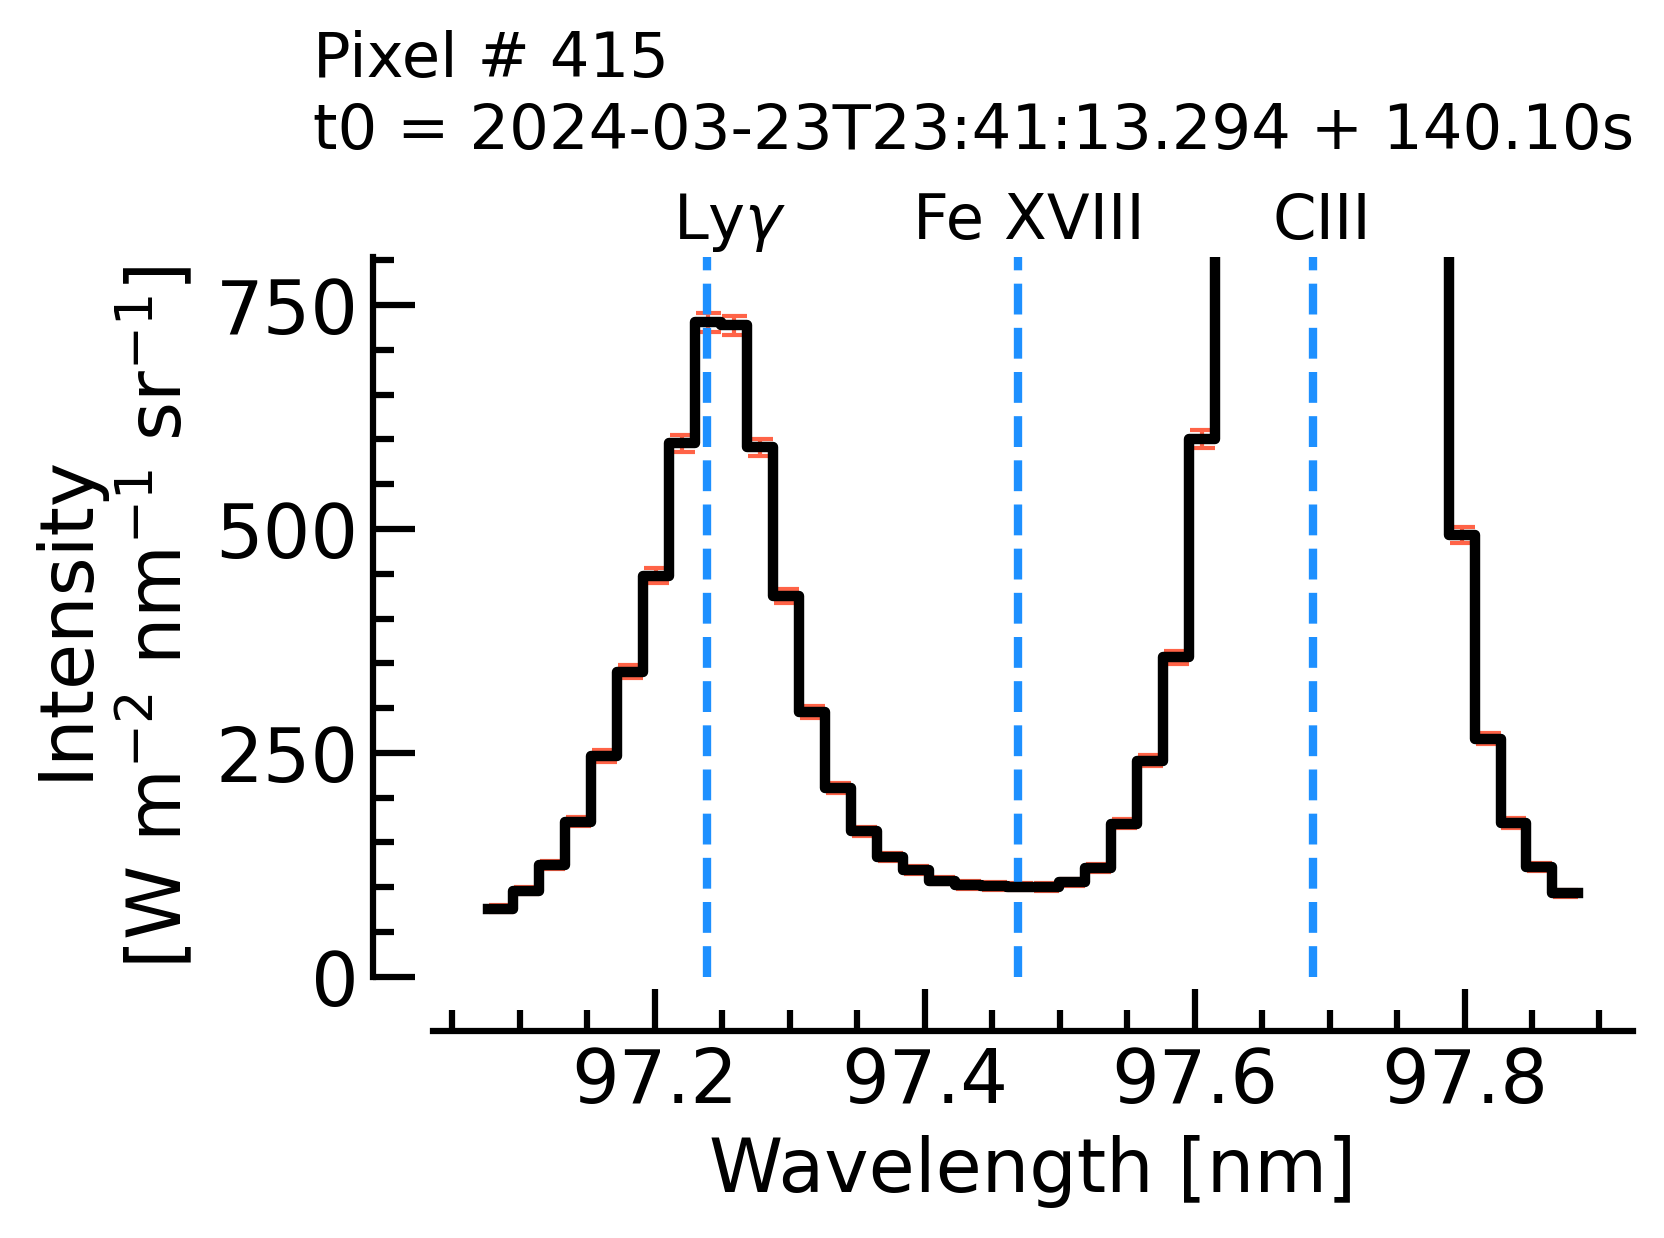 Pixel # 415
t0 = 2024-03-23T23:41:13.294 + 140.10s
Lyγ Fe XVIII CIII
Intensity
[W m⁻² nm⁻¹ sr⁻¹]
750
500
250
0
97.2 97.4 97.6 97.8
Wavelength [nm]